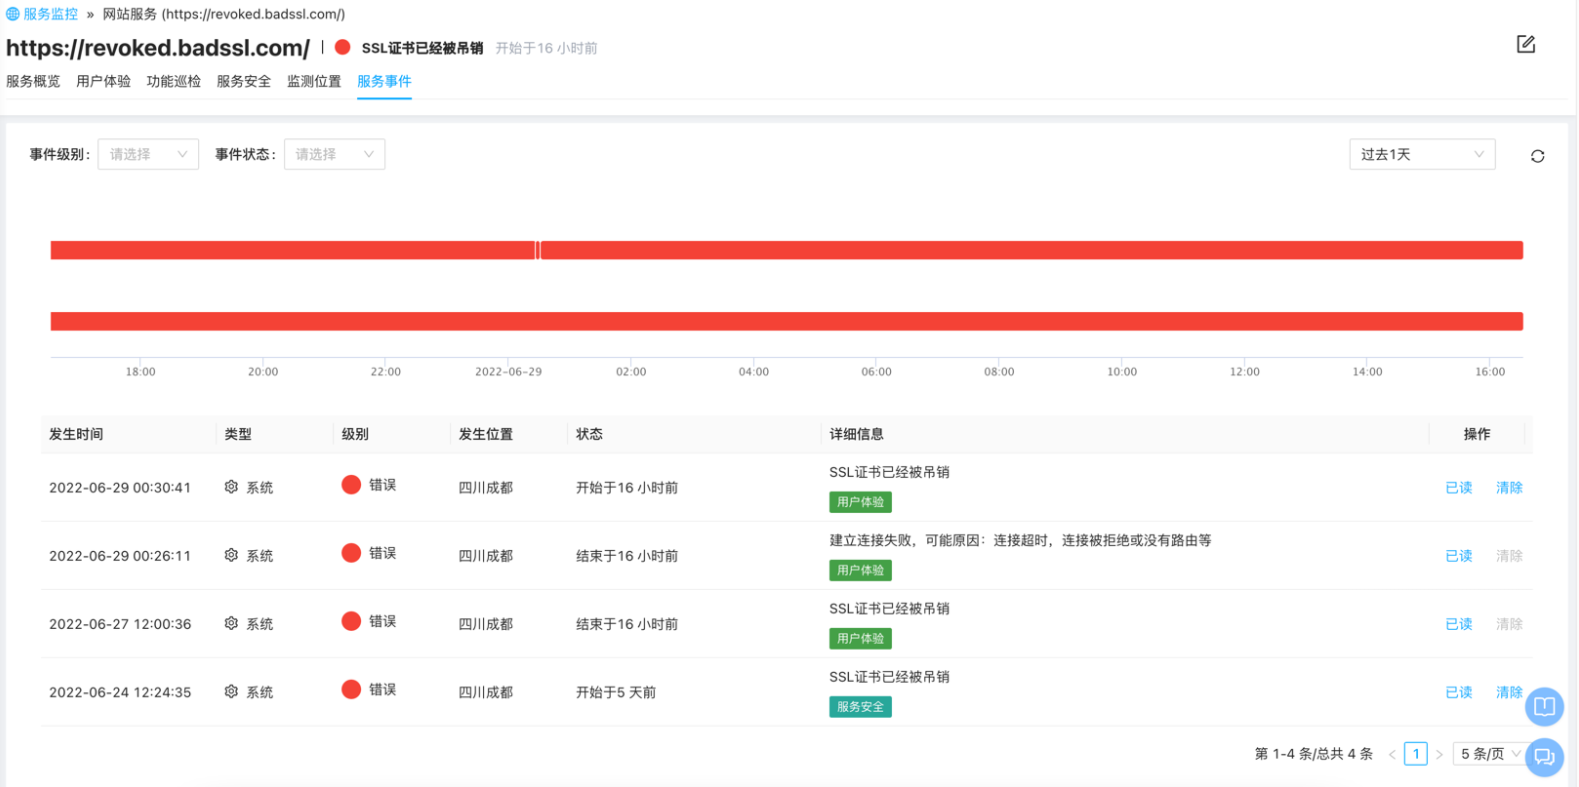 服务监控 » 网站服务 (https://revoked.badssl.com/)
https://revoked.badssl.com/ | SSL证书已经被吊销 开始于16 小时前
服务概览 用户体验 功能巡检 服务安全 监测位置 服务事件
事件级别: 请选择 事件状态: 请选择 过去1天
18:00 20:00 22:00 2022-06-29 02:00 04:00 06:00 08:00 10:00 12:00 14:00 16:00
发生时间 类型 级别 发生位置 状态 详细信息 操作
2022-06-29 00:30:41 系统 错误 四川成都 开始于16 小时前 SSL证书已经被吊销 已读 清除
用户体验
2022-06-29 00:26:11 系统 错误 四川成都 结束于16 小时前 建立连接失败，可能原因：连接超时，连接被拒绝或没有路由等 已读 清除
用户体验
2022-06-27 12:00:36 系统 错误 四川成都 结束于16 小时前 SSL证书已经被吊销 已读 清除
用户体验
2022-06-24 12:24:35 系统 错误 四川成都 开始于5 天前 SSL证书已经被吊销 已读 清除
服务安全
第 1-4 条/总共 4 条 < 1 > 5 条/页